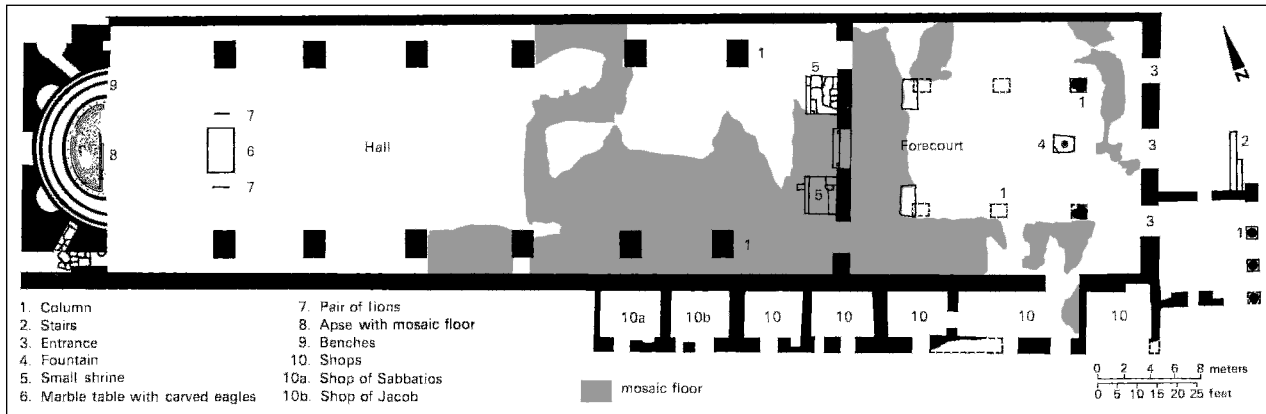 9
8
7
6
7
Hall
1
1
5
5
Forecourt
1
4
1
3
3
3
2
1
N
10a
10b
10
10
10
10
10
1. Column
2. Stairs
3. Entrance
4. Fountain
5. Small shrine
6. Marble table with carved eagles
7. Pair of lions
8. Apse with mosaic floor
9. Benches
10. Shops
10a. Shop of Sabbatios
10b. Shop of Jacob
mosaic floor
0 2 4 6 8 meters
0 5 10 15 20 25 feet